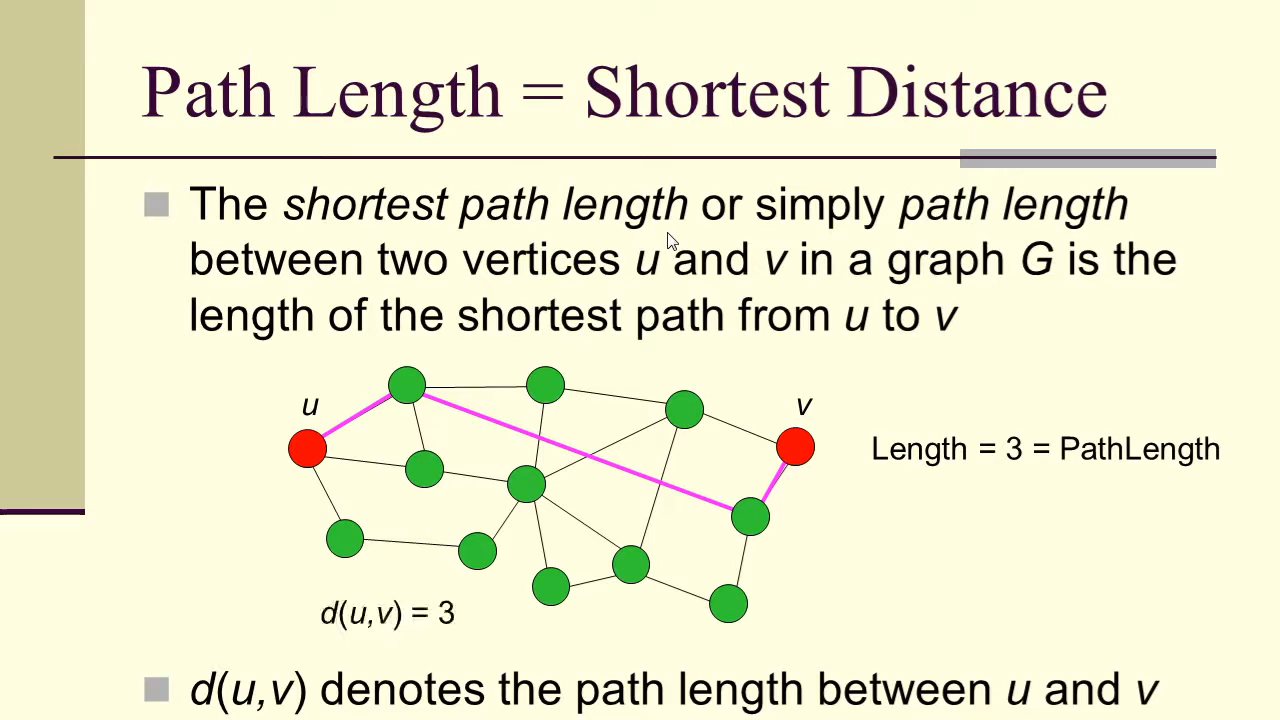 Path Length = Shortest Distance
The shortest path length or simply path length
between two vertices u and v in a graph G is the
length of the shortest path from u to v
u
v
Length = 3 = PathLength
d(u,v) = 3
d(u,v) denotes the path length between u and v